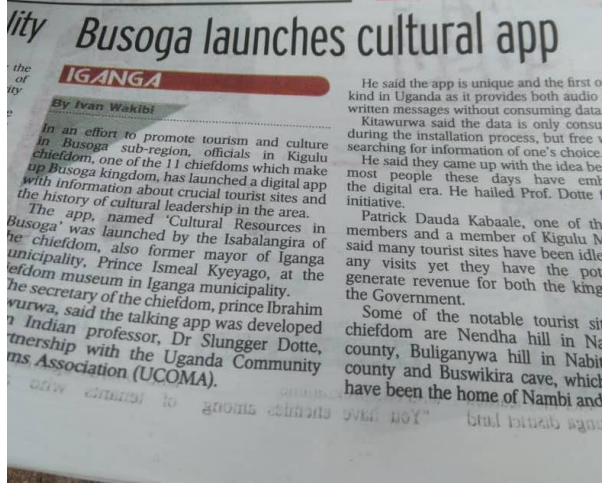 lity
the
of
ity
e
Busoga launches cultural app
IGANGA
By Ivan Wakibi
In an effort to promote tourism and culture
in Busoga sub-region, officials in Kigulu
chiefdom, one of the 11 chiefdoms which make
up Busoga kingdom, has launched a digital app
with information about crucial tourist sites and
the history of cultural leadership in the area.
The app, named 'Cultural Resources in
Busoga' was launched by the Isabalangira of
he chiefdom, also former mayor of Iganga
unicipality, Prince Ismeal Kyeyago, at the
iefdom museum in Iganga municipality.
he secretary of the chiefdom, prince Ibrahim
wurwa, said the talking app was developed
n Indian professor, Dr Slungger Dotte,
rtnership with the Uganda Community
ms Association (UCOMA).
He said the app is unique and the first o
kind in Uganda as it provides both audio
written messages without consuming data
Kitawurwa said the data is only consu
during the installation process, but free w
searching for information of one's choice
He said they came up with the idea be
most people these days have emb
the digital era. He hailed Prof. Dotte f
initiative.
Patrick Dauda Kabaale, one of th
members and a member of Kigulu M
said many tourist sites have been idle
any visits yet they have the pot
generate revenue for both the king
the Government.
Some of the notable tourist sit
chiefdom are Nendha hill in Na
county, Buliganywa hill in Nabit
county and Buswikira cave, which
have been the home of Nambi and